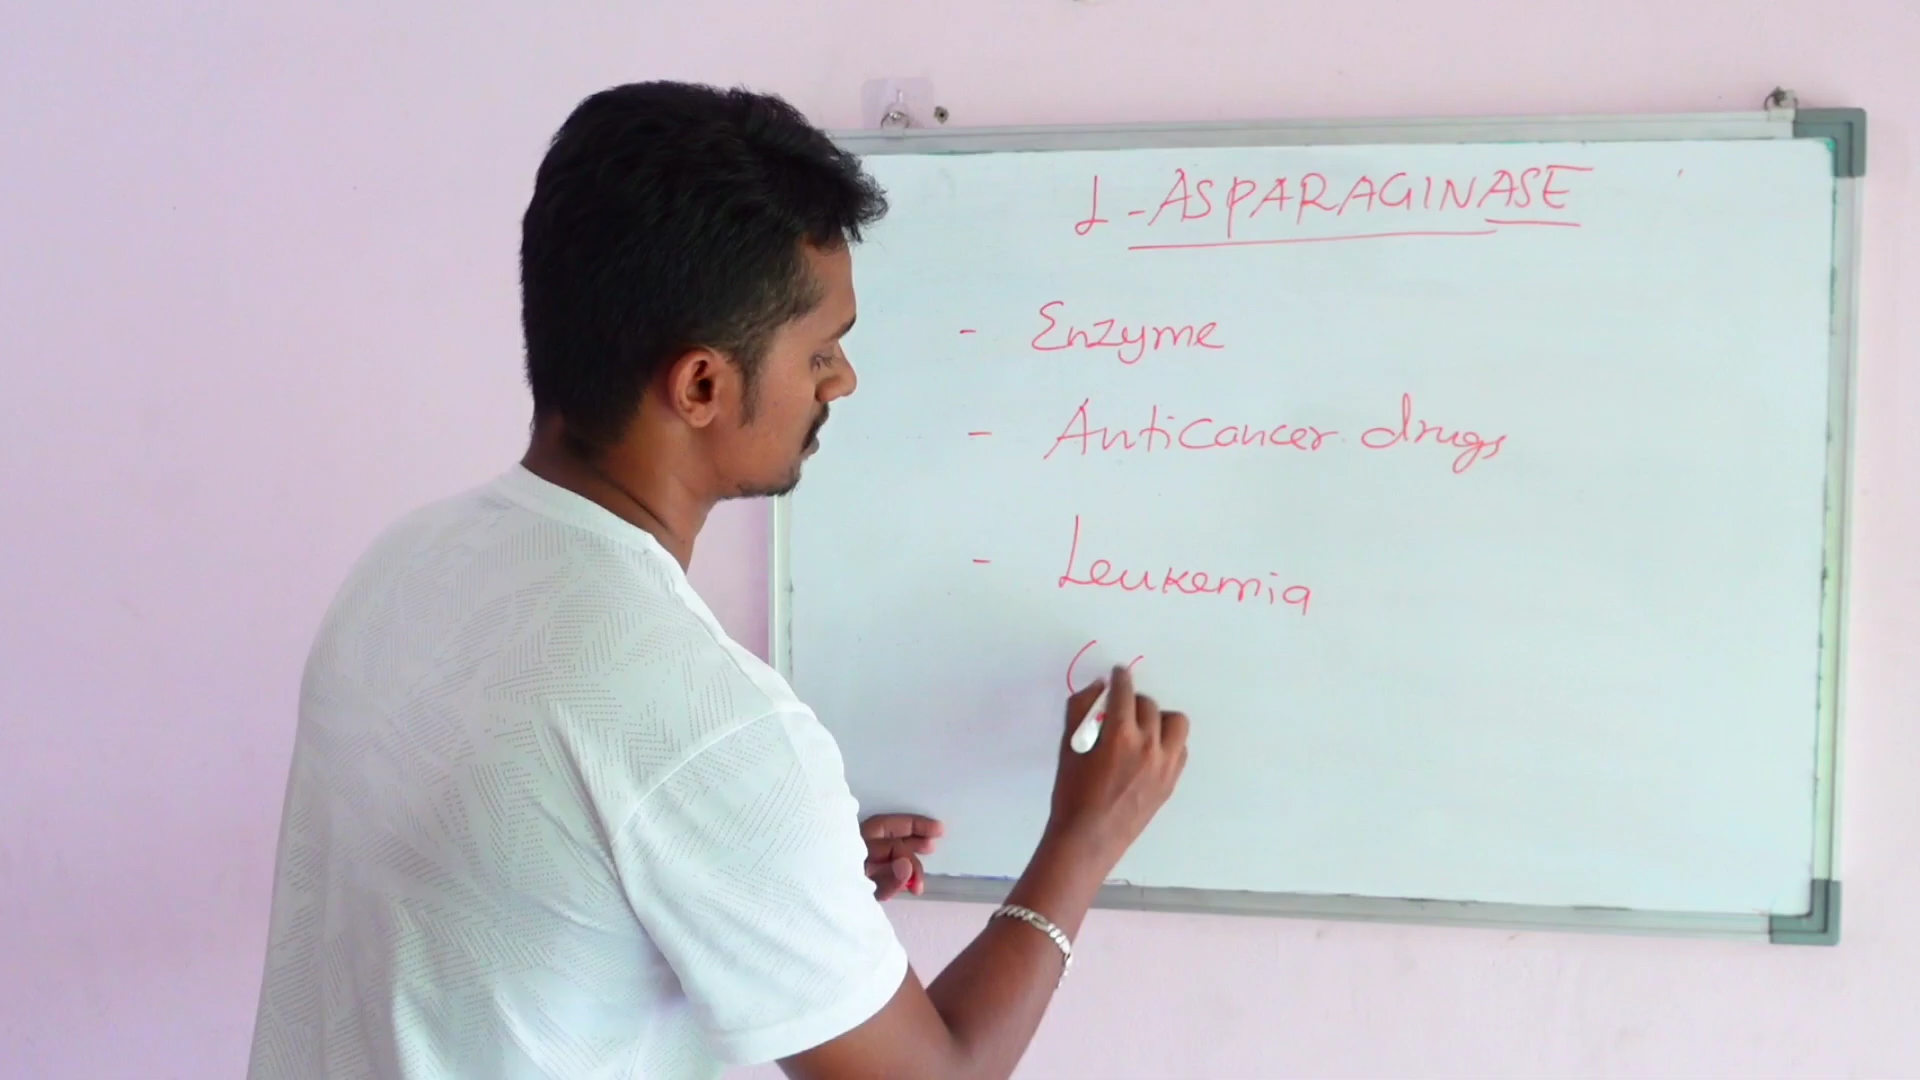 L-ASPARAGINASE
- Enzyme
- Anticancer drugs
- Leukemia
(